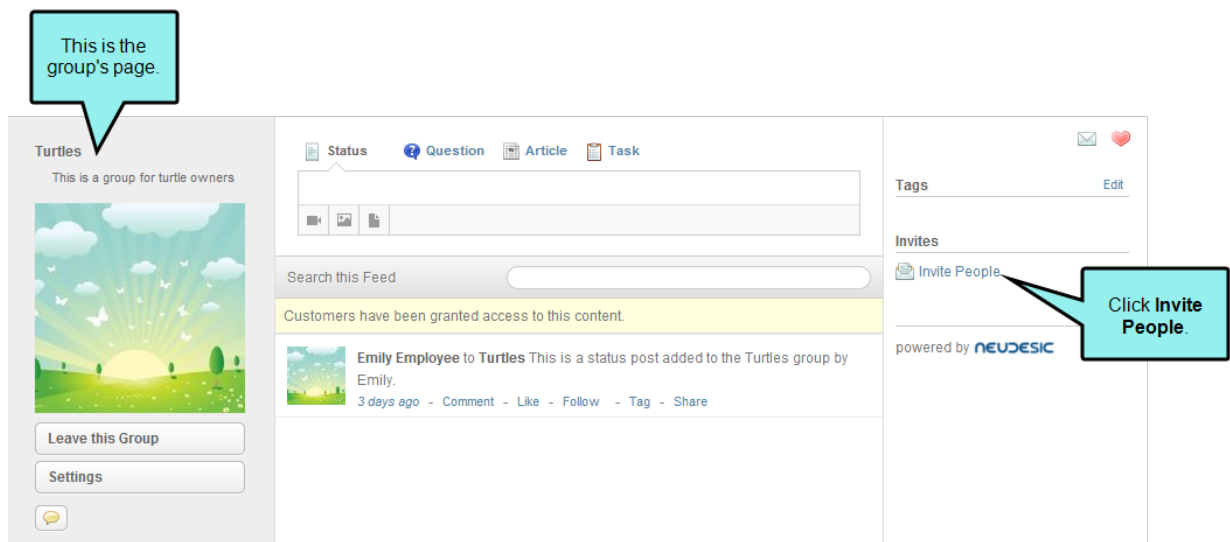 This is the
group's page.
Turtles
This is a group for turtle owners
Leave this Group
Settings
Status Question Article Task
Search this Feed
Customers have been granted access to this content.
Emily Employee to Turtles This is a status post added to the Turtles group by
Emily.
3 days ago - Comment - Like - Follow - Tag - Share
Tags Edit
Invites
Invite People
Click Invite
People.
powered by NEUDESIC